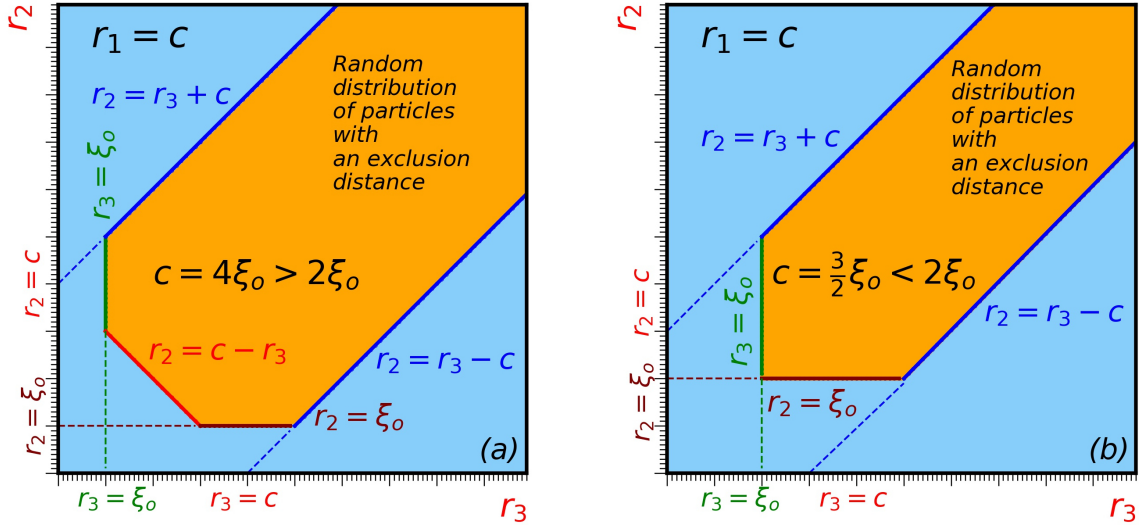 r₂
r₁ = c
r₂ = r₃ + c
r₃ = ξₒ
Random
distribution
of particles
with
an exclusion
distance
r₂ = c
c = 4ξₒ > 2ξₒ
r₂ = c − r₃
r₂ = r₃ − c
r₂ = ξₒ
r₂ = ξₒ
(a)
r₃ = ξₒ
r₃ = c
r₃
r₂
r₁ = c
r₂ = r₃ + c
Random
distribution
of particles
with
an exclusion
distance
r₂ = c
r₃ = ξₒ
c = 3/2 ξₒ < 2ξₒ
r₂ = r₃ − c
r₂ = ξₒ
r₂ = ξₒ
(b)
r₃ = ξₒ
r₃ = c
r₃